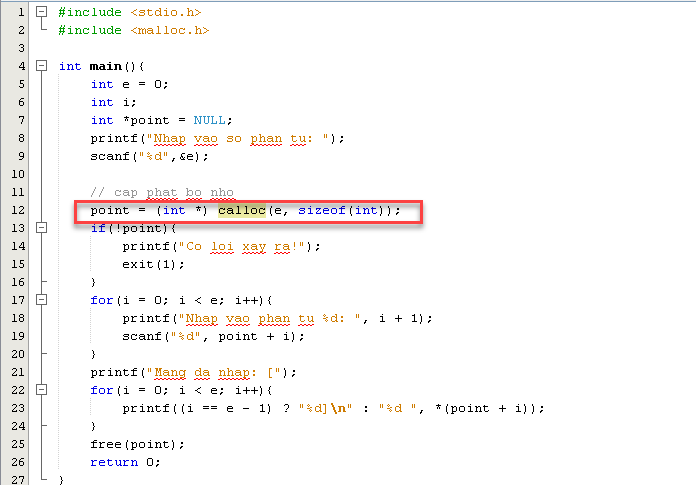 1 #include <stdio.h>
2 #include <malloc.h>
3
4 int main(){
5     int e = 0;
6     int i;
7     int *point = NULL;
8     printf("Nhap vao so phan tu: ");
9     scanf("%d",&e);
10
11     // cap phat bo nho
12     point = (int *) calloc(e, sizeof(int));
13     if(!point){
14         printf("Co loi xay ra!");
15         exit(1);
16     }
17     for(i = 0; i < e; i++){
18         printf("Nhap vao phan tu %d: ", i + 1);
19         scanf("%d", point + i);
20     }
21     printf("Mang da nhap: [");
22     for(i = 0; i < e; i++){
23         printf((i == e - 1) ? "%d]\n" : "%d ", *(point + i));
24     }
25     free(point);
26     return 0;
27 }